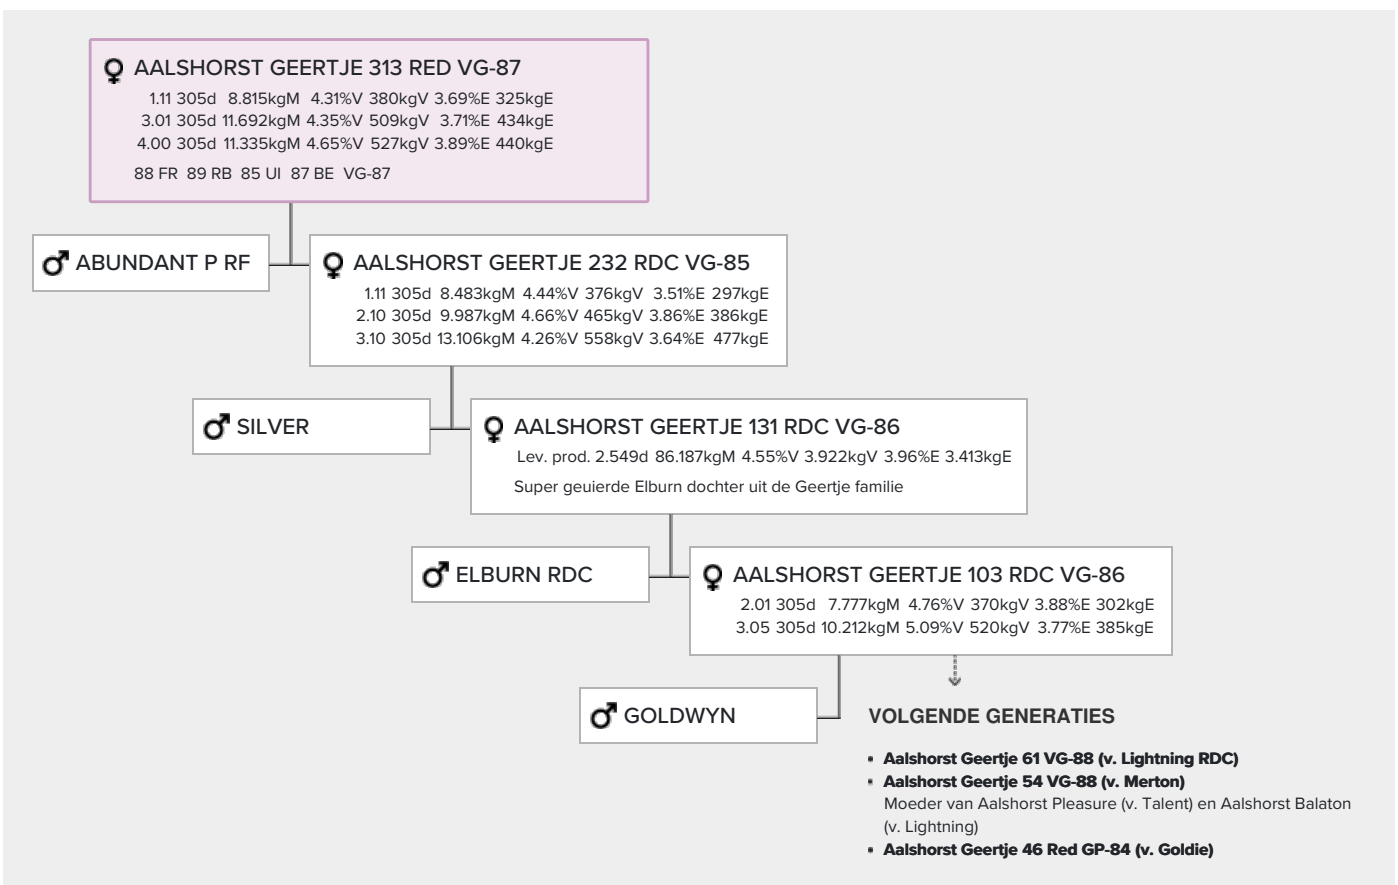 AALSHORST GEERTJE 313 RED VG-87
1.11 305d 8.815kgM 4.31%V 380kgV 3.69%E 325kgE
3.01 305d 11.692kgM 4.35%V 509kgV 3.71%E 434kgE
4.00 305d 11.335kgM 4.65%V 527kgV 3.89%E 440kgE
88 FR 89 RB 85 UI 87 BE VG-87
ABUNDANT P RF
AALSHORST GEERTJE 232 RDC VG-85
1.11 305d 8.483kgM 4.44%V 376kgV 3.51%E 297kgE
2.10 305d 9.987kgM 4.66%V 465kgV 3.86%E 386kgE
3.10 305d 13.106kgM 4.26%V 558kgV 3.64%E 477kgE
SILVER
AALSHORST GEERTJE 131 RDC VG-86
Lev. prod. 2.549d 86.187kgM 4.55%V 3.922kgV 3.96%E 3.413kgE
Super geuierde Elburn dochter uit de Geertje familie
ELBURN RDC
AALSHORST GEERTJE 103 RDC VG-86
2.01 305d 7.777kgM 4.76%V 370kgV 3.88%E 302kgE
3.05 305d 10.212kgM 5.09%V 520kgV 3.77%E 385kgE
GOLDWYN
VOLGENDE GENERATIES
• Aalshorst Geertje 61 VG-88 (v. Lightning RDC)
• Aalshorst Geertje 54 VG-88 (v. Merton)
Moeder van Aalshorst Pleasure (v. Talent) en Aalshorst Balaton
(v. Lightning)
• Aalshorst Geertje 46 Red GP-84 (v. Goldie)